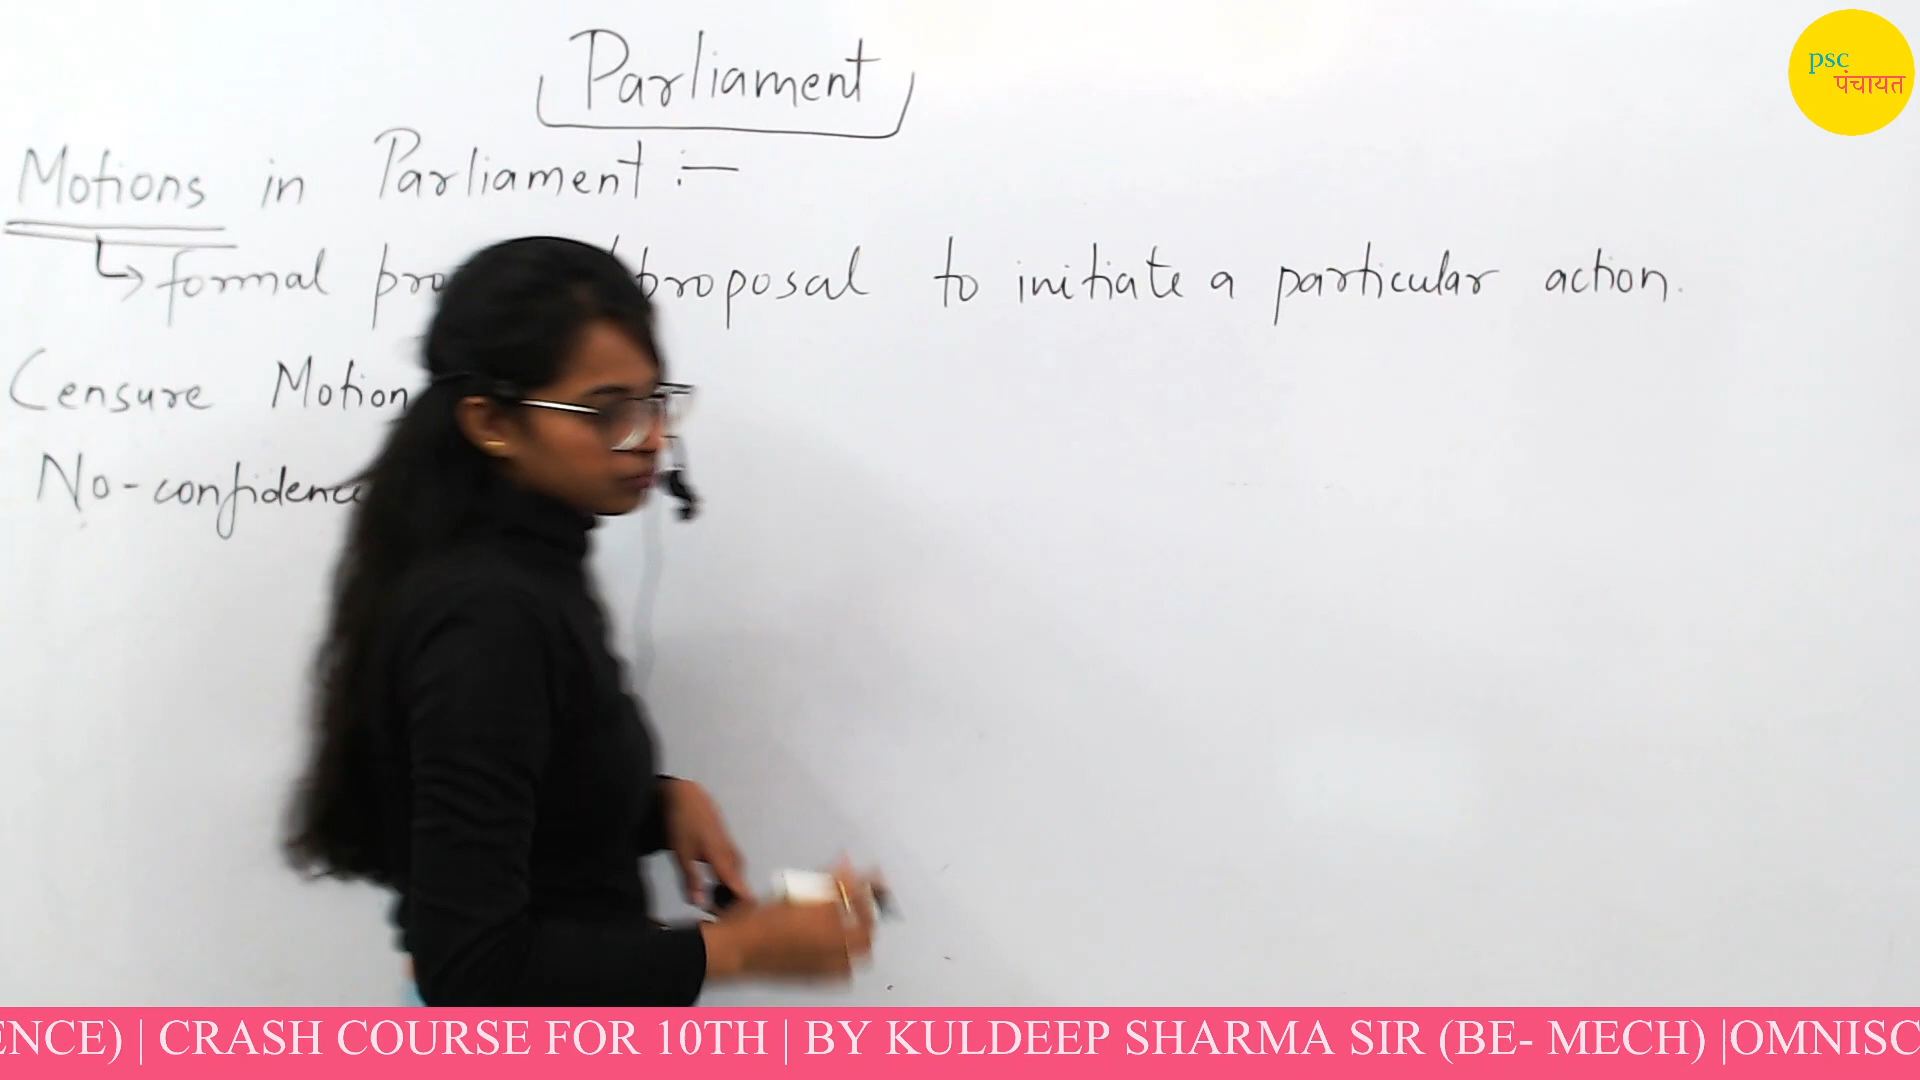 Parliament
psc
पंचायत
Motions in Parliament :-
formal proposal to initiate a particular action.
Censure Motion
No-confidence
ENCE) | CRASH COURSE FOR 10TH | BY KULDEEP SHARMA SIR (BE- MECH) |OMNISC